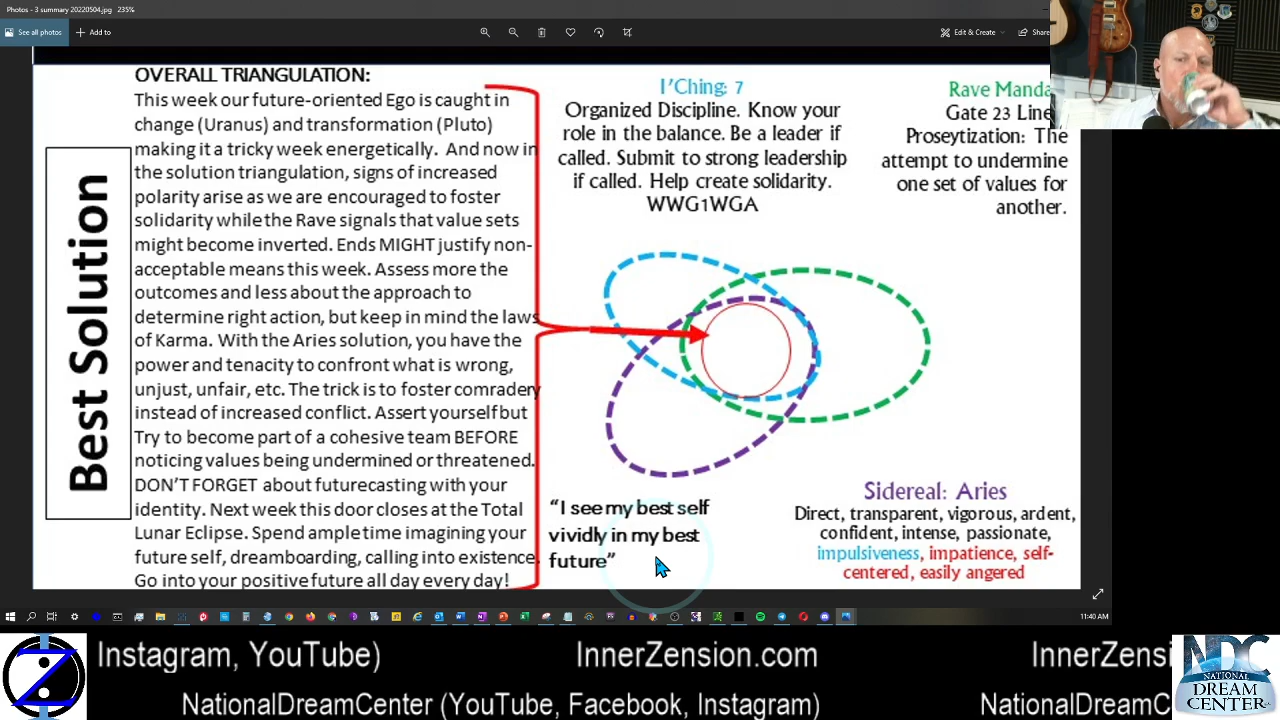 Photos - 3 summary 20220504.jpg   235%
See all photos
Add to
Edit & Create
Share
Best Solution
OVERALL TRIANGULATION:
This week our future-oriented Ego is caught in
change (Uranus) and transformation (Pluto)
making it a tricky week energetically.  And now in
the solution triangulation, signs of increased
polarity arise as we are encouraged to foster
solidarity while the Rave signals that value sets
might become inverted. Ends MIGHT justify non-
acceptable means this week. Assess more the
outcomes and less about the approach to
determine right action, but keep in mind the laws
of Karma. With the Aries solution, you have the
power and tenacity to confront what is wrong,
unjust, unfair, etc. The trick is to foster comradery
instead of increased conflict. Assert yourself but
Try to become part of a cohesive team BEFORE
noticing values being undermined or threatened.
DON'T FORGET about futurecasting with your
identity. Next week this door closes at the Total
Lunar Eclipse. Spend ample time imagining your
future self, dreamboarding, calling into existence.
Go into your positive future all day every day!
I'Ching: 7
Organized Discipline. Know your
role in the balance. Be a leader if
called. Submit to strong leadership
if called. Help create solidarity.
WWG1WGA
Rave Manda
Gate 23 Line
Proseytization: The
attempt to undermine
one set of values for
another.
"I see my best self
vividly in my best
future"
Sidereal: Aries
Direct, transparent, vigorous, ardent,
confident, intense, passionate,
impulsiveness, impatience, self-
centered, easily angered
11:40 AM
Instagram, YouTube)
InnerZension.com
InnerZensi
NationalDreamCenter (YouTube, Facebook, Instagram)
NationalDreamC
NDC
NATIONAL
DREAM
CENTER